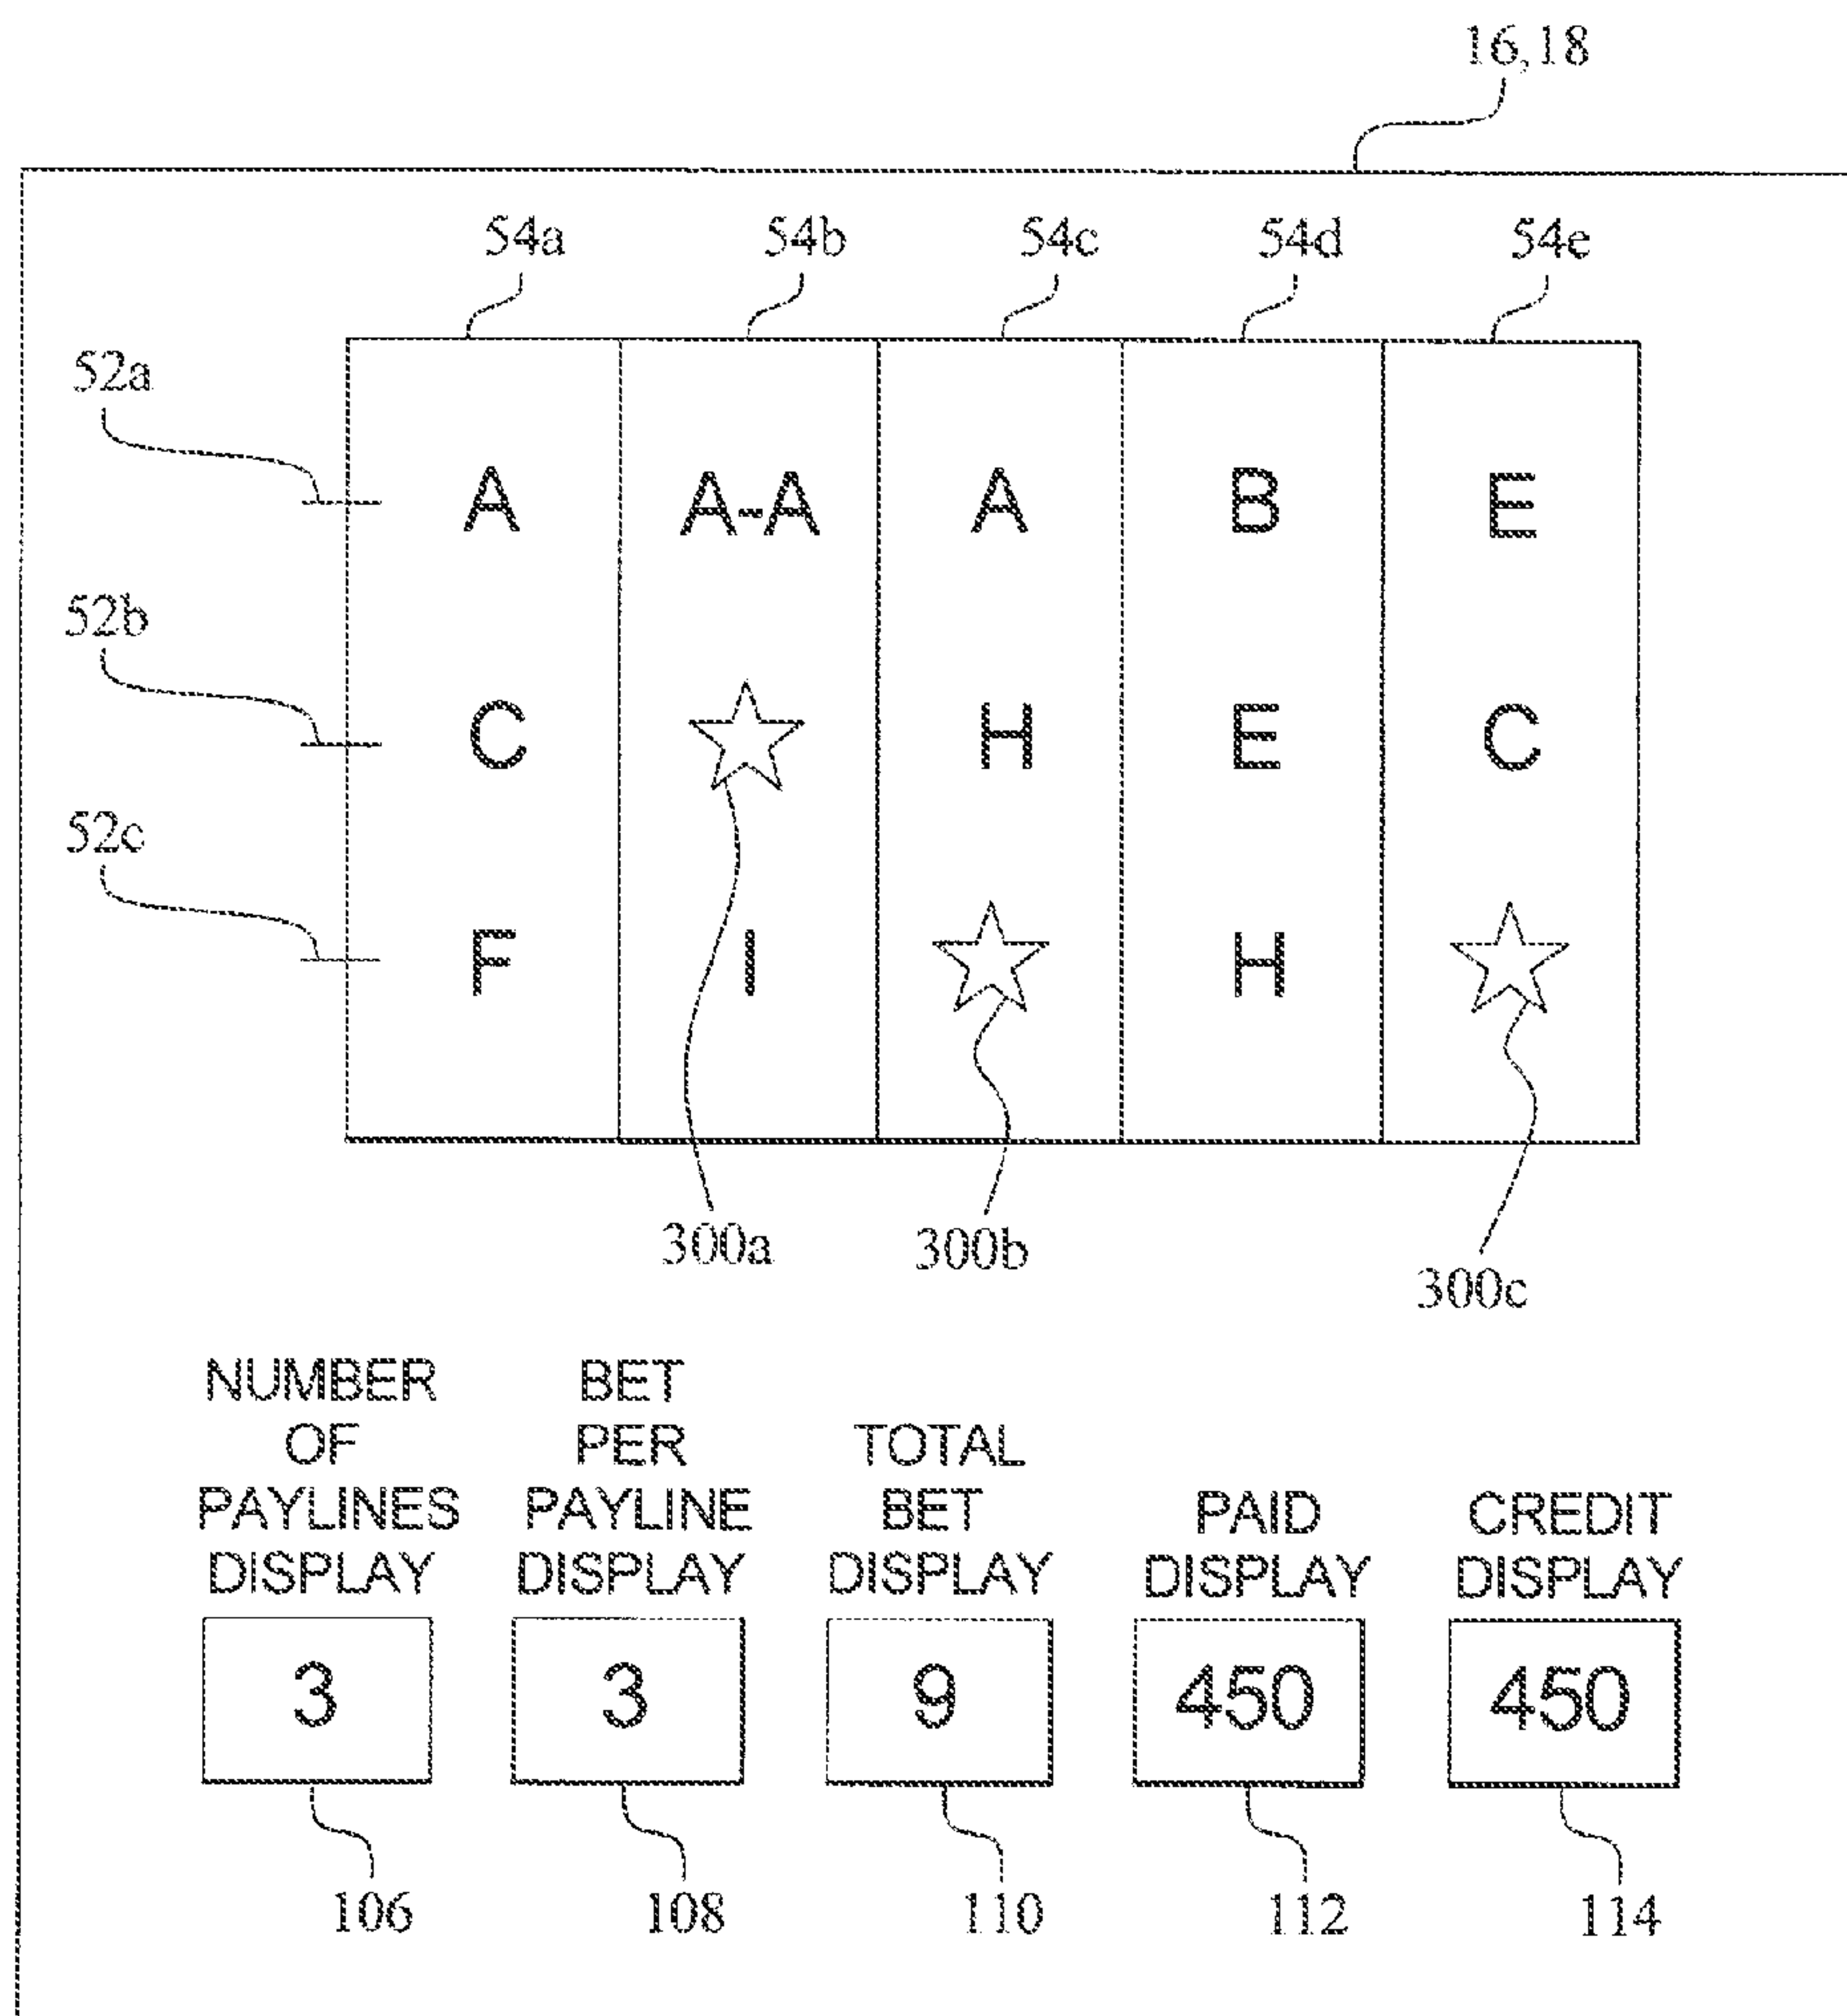 16,18
54a 54b 54c 54d 54e
52a
A A-A A B E
52b
C H E C
52c
F I H
300a 300b
300c
NUMBER
OF
PAYLINES
DISPLAY
3
106
BET
PER
PAYLINE
DISPLAY
3
108
TOTAL
BET
DISPLAY
9
110
PAID
DISPLAY
450
112
CREDIT
DISPLAY
450
114